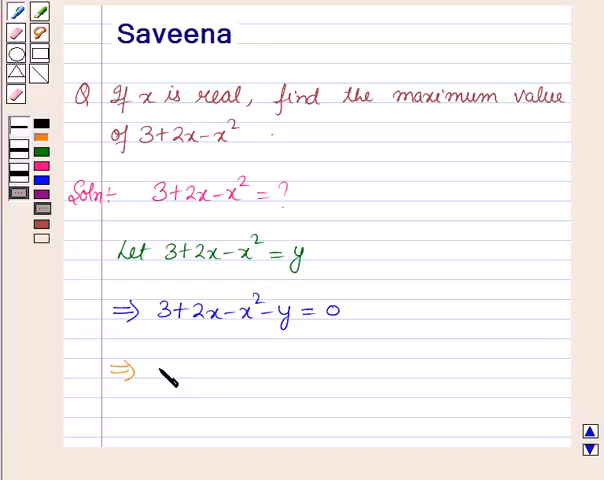 Saveena
Q If x is real, find the maximum value
of 3+2x-x²
Soln:- 3+2x-x² = ?
Let 3+2x-x² = y
⇒ 3+2x-x²-y = 0
⇒